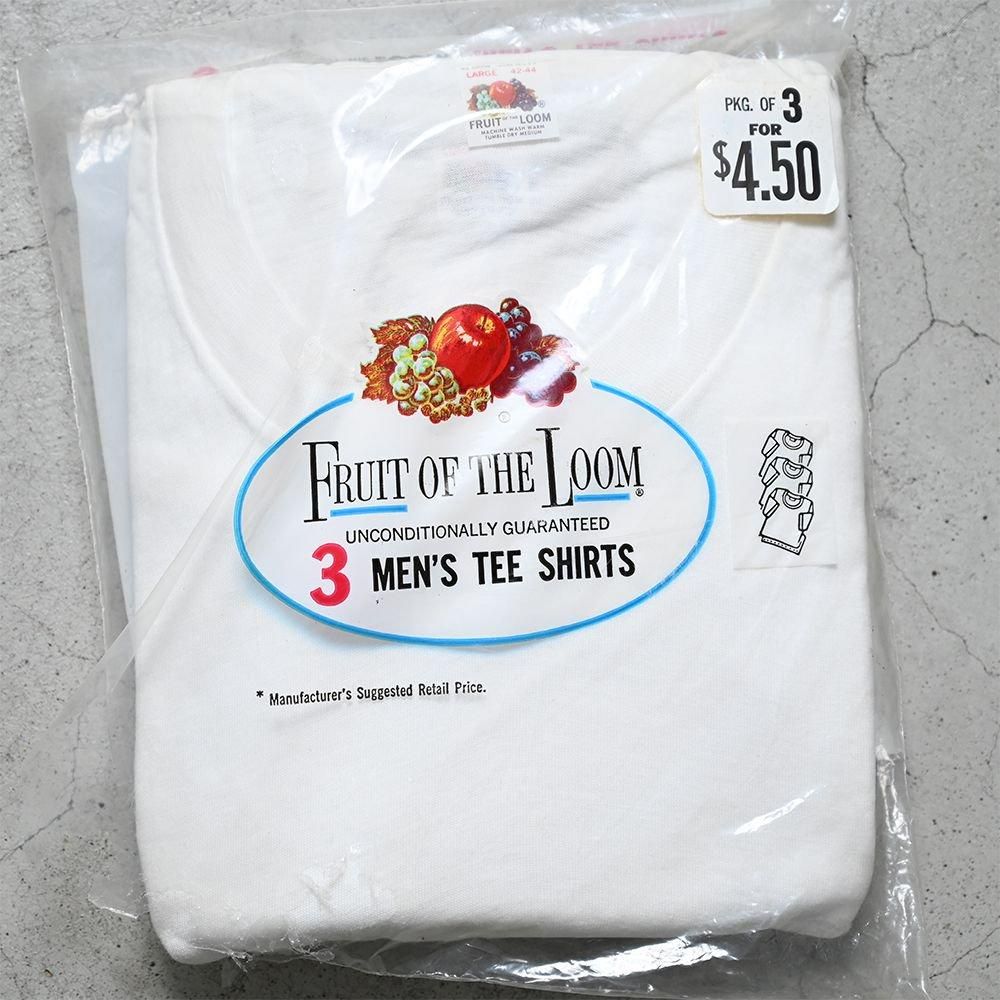 LARGE 42-44
FRUIT OF THE LOOM
MACHINE WASH WARM
TUMBLE DRY MEDIUM
PKG. OF 3
FOR
$4.50
FRUIT OF THE LOOM®
UNCONDITIONALLY GUARANTEED
3 MEN'S TEE SHIRTS
* Manufacturer's Suggested Retail Price.